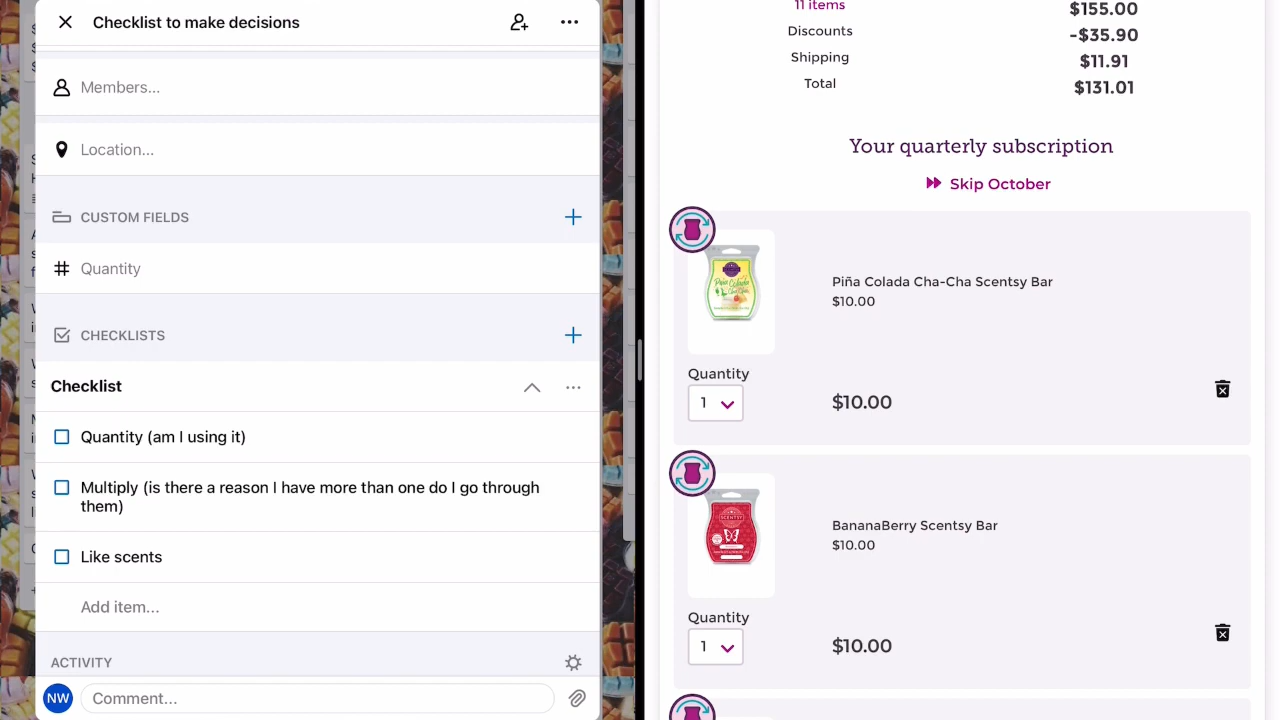 Checklist to make decisions
Members...
Location...
CUSTOM FIELDS
Quantity
CHECKLISTS
Checklist
Quantity (am I using it)
Multiply (is there a reason I have more than one do I go through
them)
Like scents
Add item...
ACTIVITY
NW
Comment...
11 items $155.00
Discounts -$35.90
Shipping $11.91
Total $131.01
Your quarterly subscription
Skip October
Piña Colada Cha-Cha Scentsy Bar
$10.00
Quantity
1 $10.00
BananaBerry Scentsy Bar
$10.00
SCENTSY
Quantity
1 $10.00